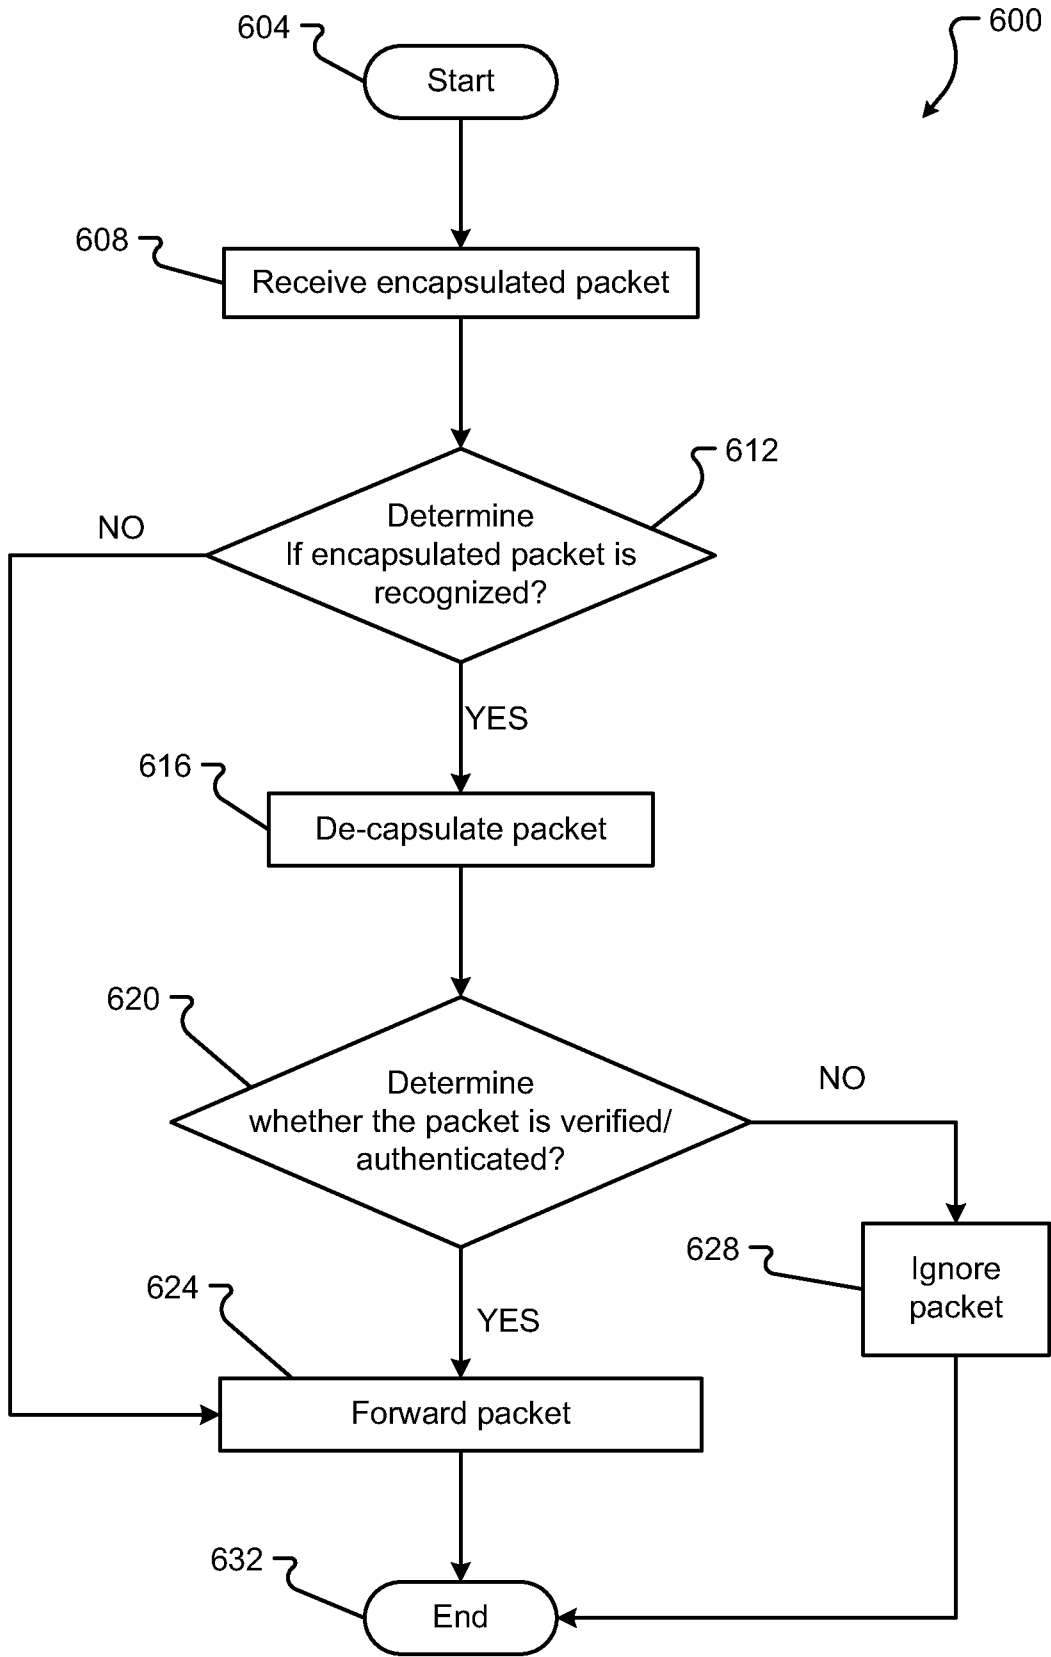 600
604
Start
608
Receive encapsulated packet
612
Determine
If encapsulated packet is
recognized?
NO
YES
616
De-capsulate packet
620
Determine
whether the packet is verified/
authenticated?
NO
628
Ignore
packet
624
YES
Forward packet
632
End